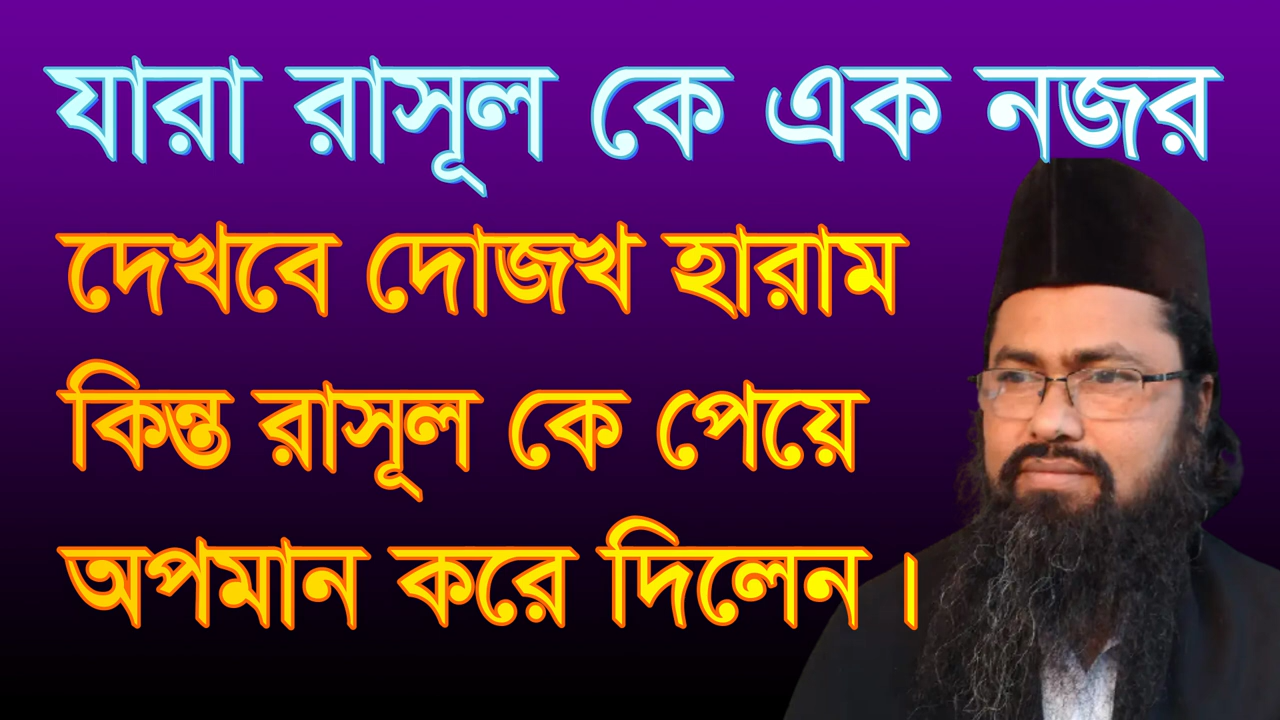 যারা রাসূল কে এক নজর
দেখবে দোজখ হারাম
কিন্ত রাসূল কে পেয়ে
অপমান করে দিলেন ।